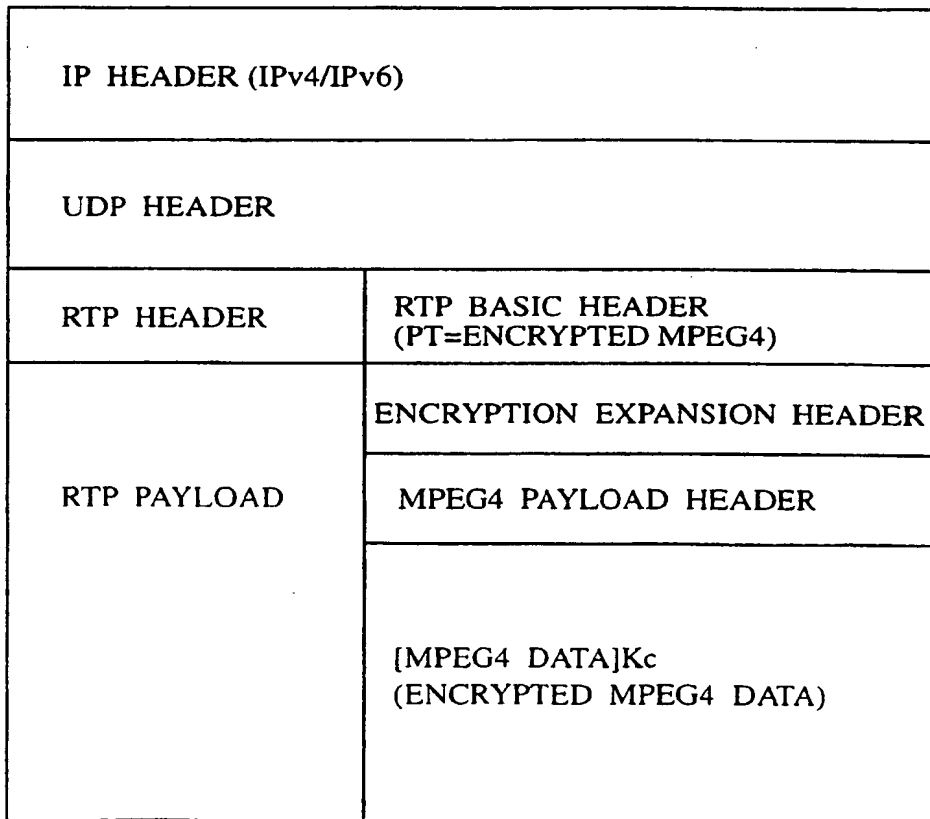 IP HEADER (IPv4/IPv6)
UDP HEADER
RTP HEADER
RTP BASIC HEADER
(PT=ENCRYPTED MPEG4)
RTP PAYLOAD
ENCRYPTION EXPANSION HEADER
MPEG4 PAYLOAD HEADER
[MPEG4 DATA]Kc
(ENCRYPTED MPEG4 DATA)